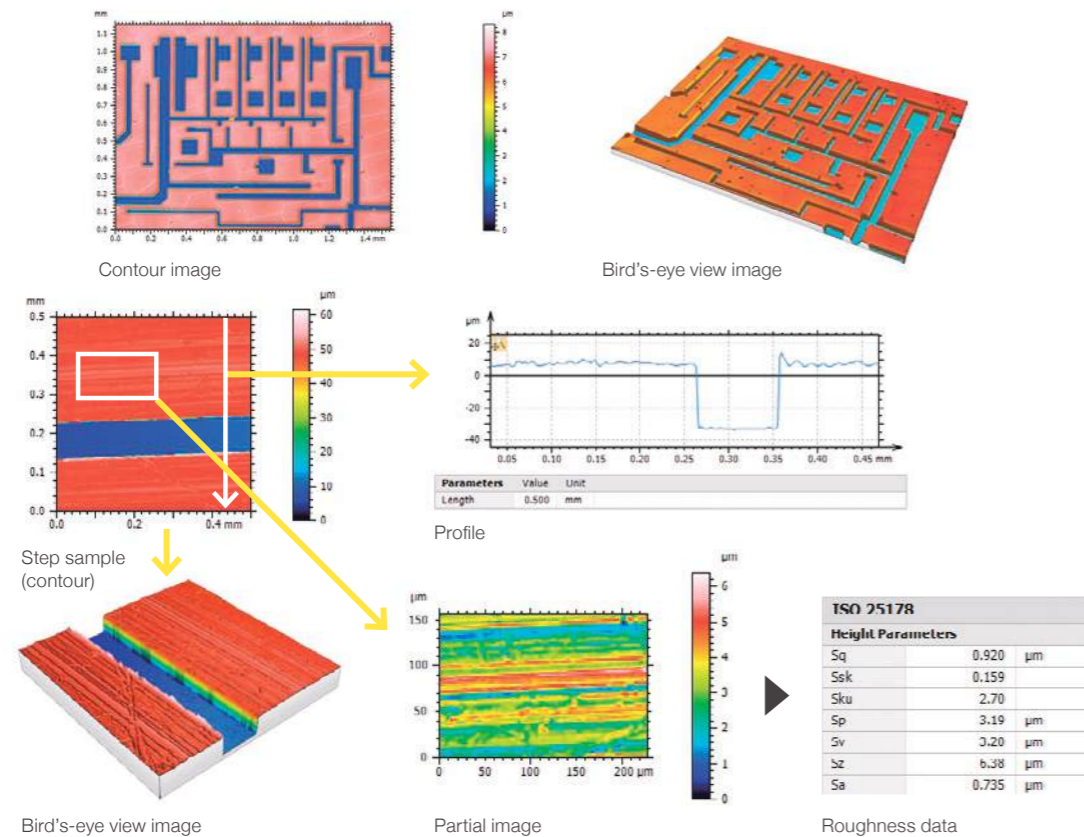 mm
1.1
1.0
0.9
0.8
0.7
0.6
0.5
0.4
0.3
0.2
0.1
0.0
0.0 0.2 0.4 0.6 0.8 1.0 1.2 1.4 mm
µm
8
7
6
5
4
3
2
1
0
Contour image
Bird's-eye view image
mm
0.5
0.4
0.3
0.2
0.1
0.0
0.0 0.2 0.4 mm
µm
60
50
40
30
20
10
0
Step sample
(contour)
µm
20
0
-20
-40
0.05 0.10 0.15 0.20 0.25 0.30 0.35 0.40 0.45 mm
Parameters Value Unit
Length 0.500 mm
Profile
Bird's-eye view image
µm
150
100
50
0
0 50 100 150 200 µm
µm
6
5
4
3
2
1
0
Partial image
ISO 25178
Height Parameters
Sq 0.920 µm
Ssk 0.159
Sku 2.70
Sp 3.19 µm
Sv 3.20 µm
Sz 6.38 µm
Sa 0.735 µm
Roughness data